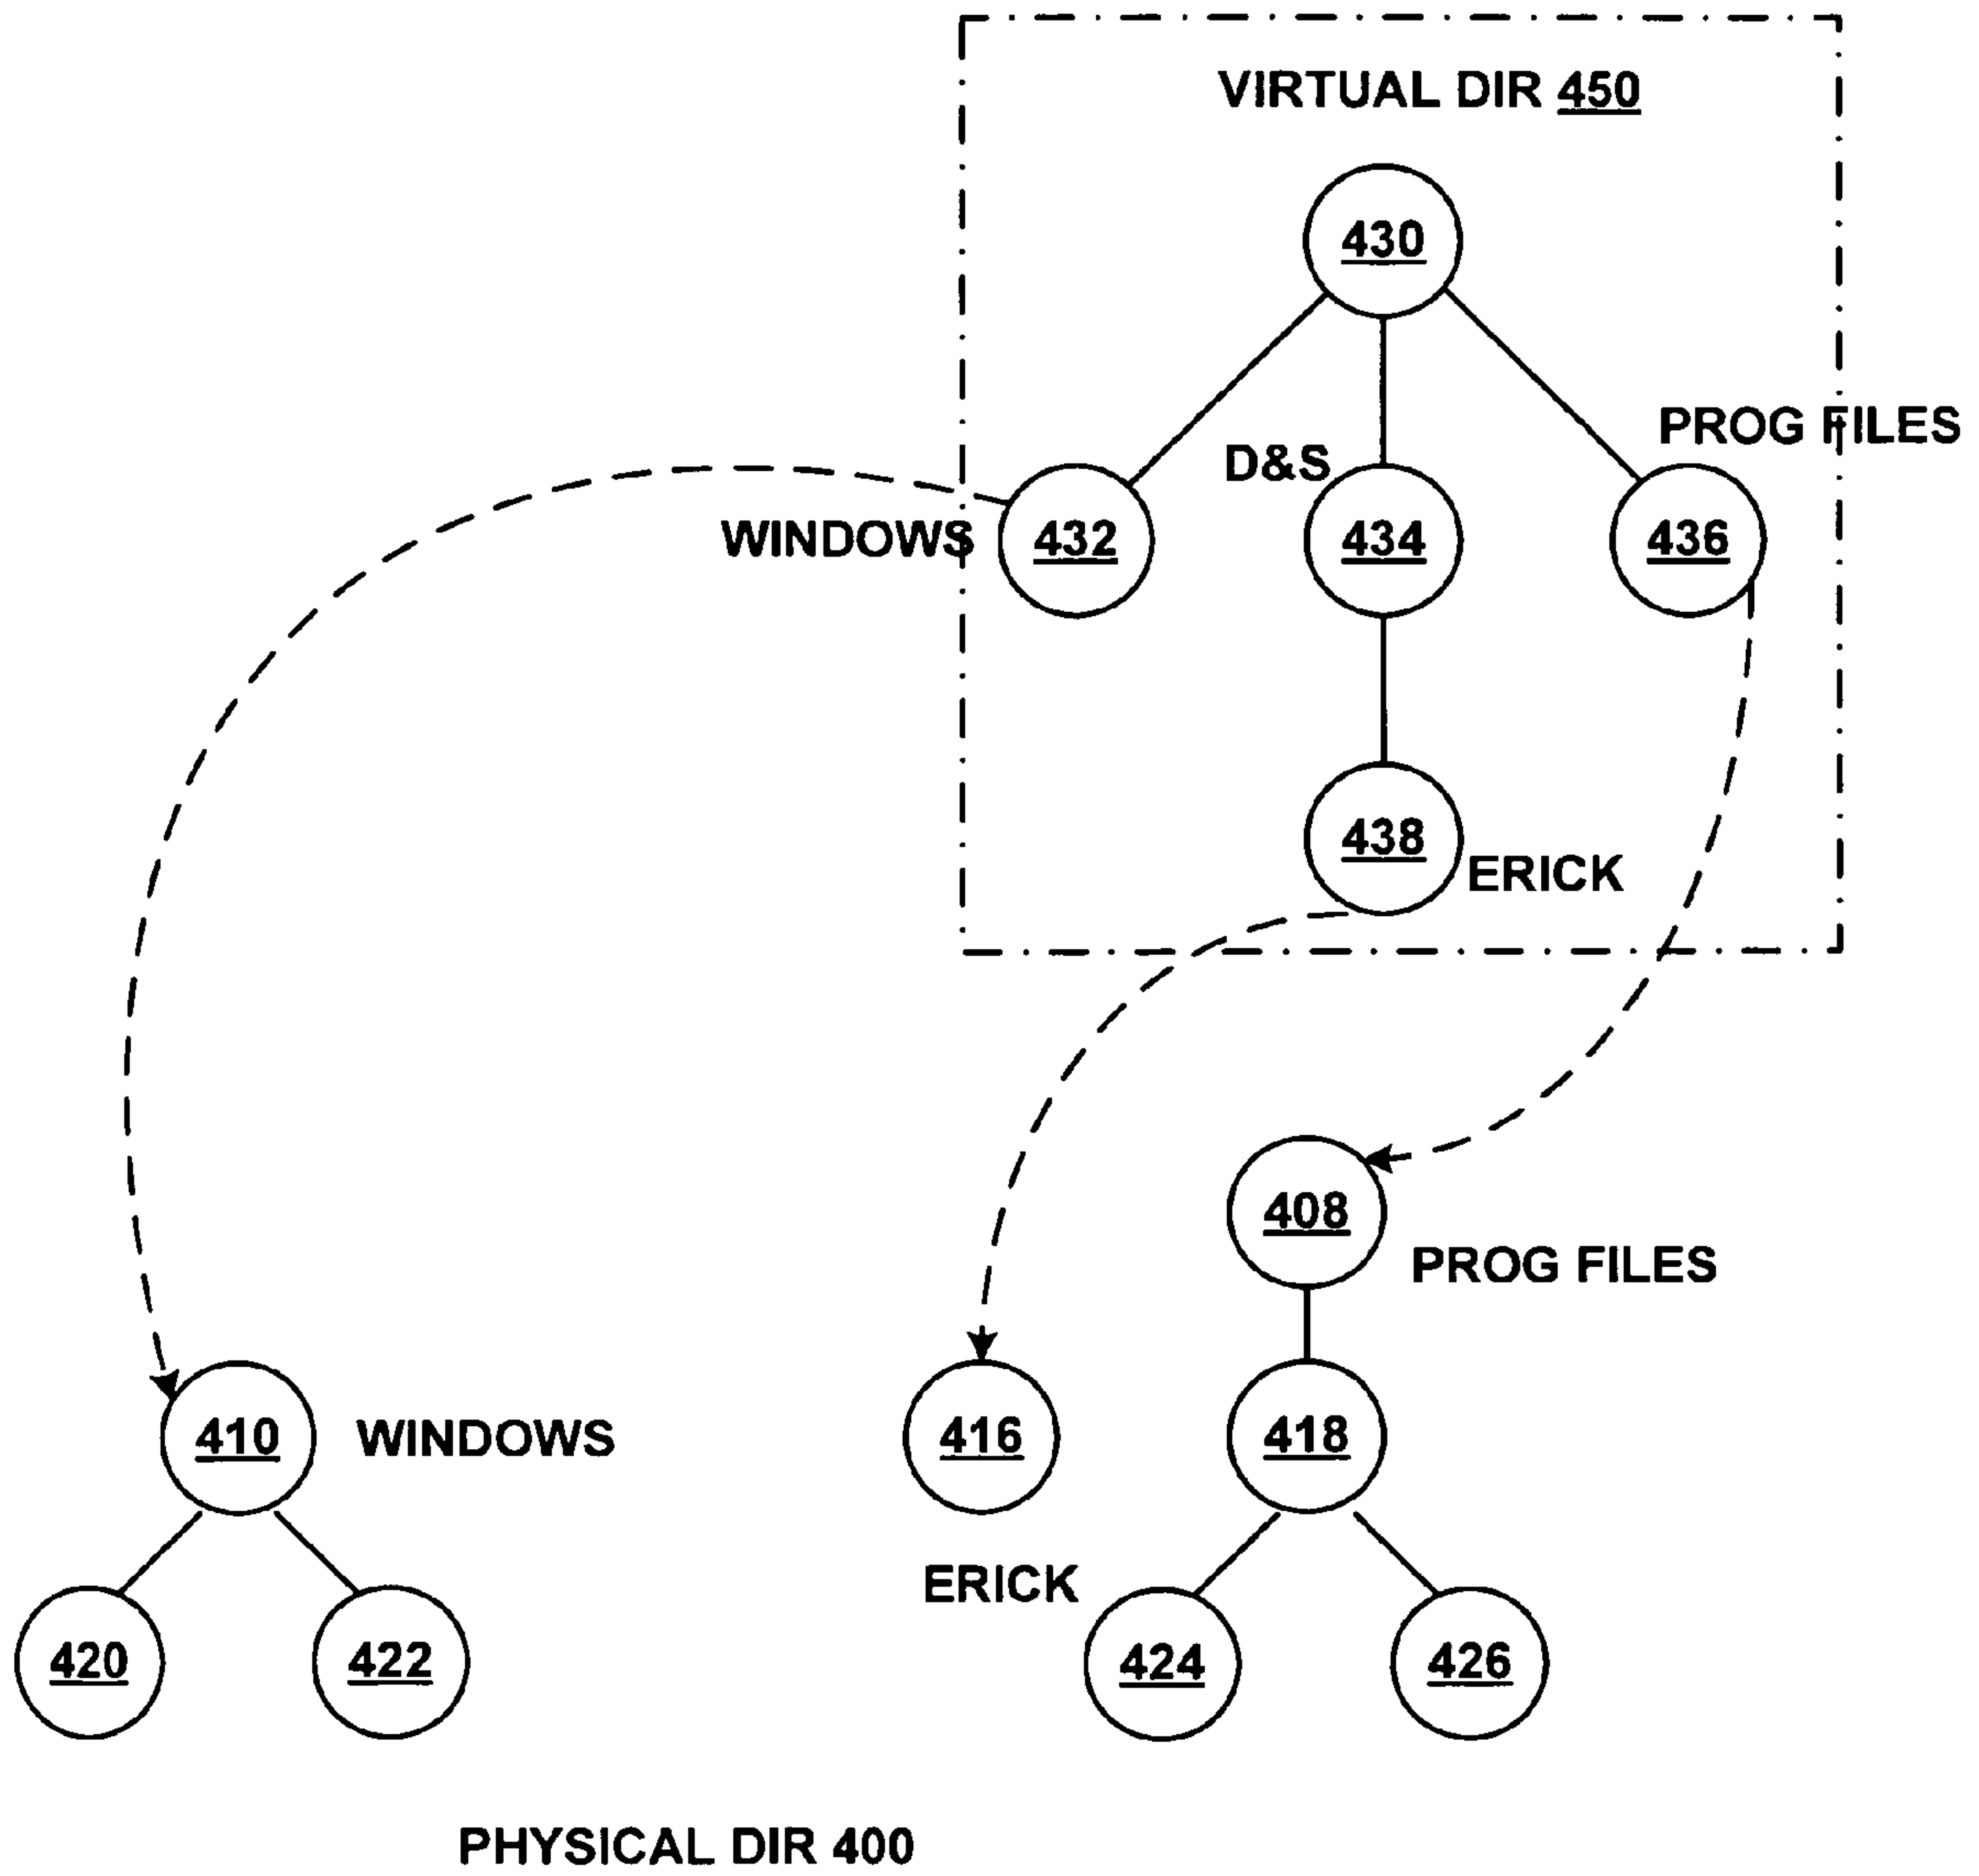 VIRTUAL DIR 450
430
PROG FILES
D&S
WINDOWS
432
434
436
438
ERICK
408
PROG FILES
410
WINDOWS
416
418
ERICK
420
422
424
426
PHYSICAL DIR 400